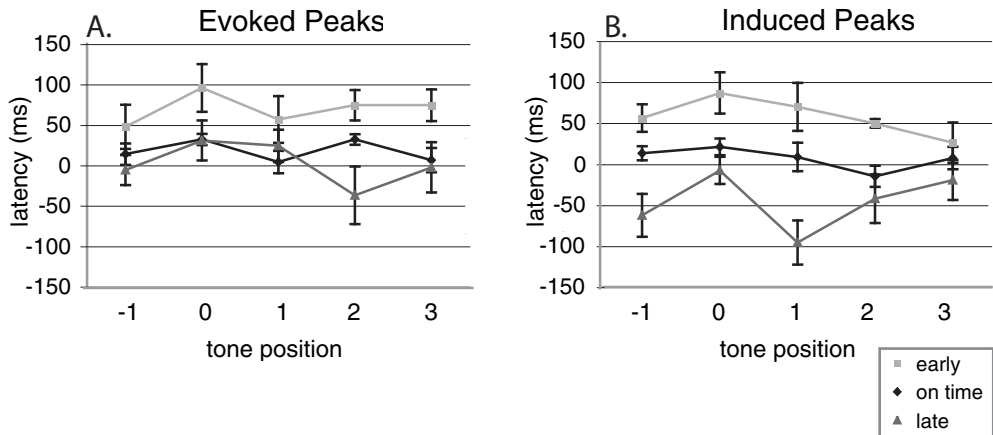 A.
Evoked Peaks
150
100
50
0
-50
-100
-150
latency (ms)
-1 0 1 2 3
tone position
B.
Induced Peaks
150
100
50
0
-50
-100
-150
latency (ms)
-1 0 1 2 3
tone position
early
on time
late